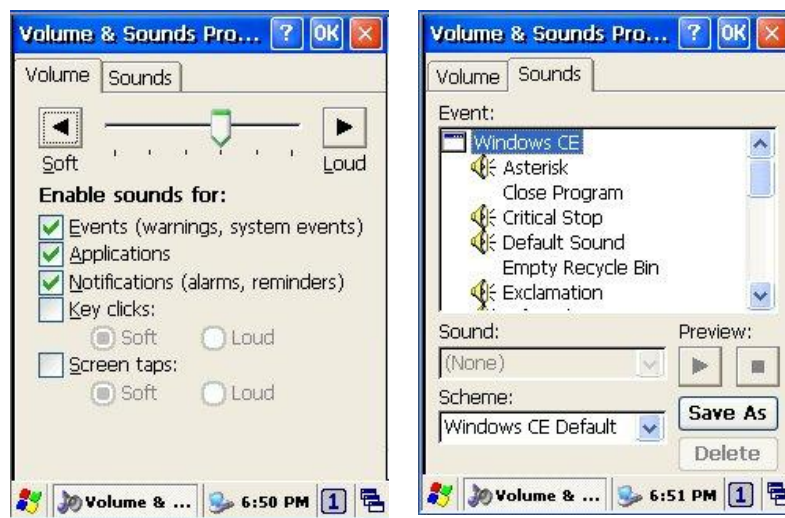 Volume & Sounds Pro... ? OK ×
Volume Sounds
Soft Loud
Enable sounds for:
Events (warnings, system events)
Applications
Notifications (alarms, reminders)
Key clicks:
Soft Loud
Screen taps:
Soft Loud
Volume & ... 6:50 PM 1
Volume & Sounds Pro... ? OK ×
Volume Sounds
Event:
Windows CE
Asterisk
Close Program
Critical Stop
Default Sound
Empty Recycle Bin
Exclamation
Sound: Preview:
(None)
Scheme:
Windows CE Default Save As
Delete
Volume & ... 6:51 PM 1